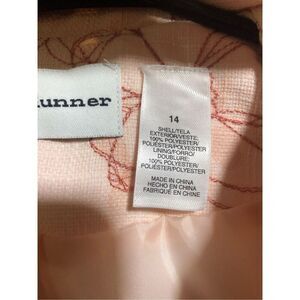 unner
14
SHELL/TELA
EXTERIOR/VESTE:
100% POLYESTER/
POLIÉSTER/POLYESTER
LINING/FORRO/
DOUBLURE:
100% POLYESTER/
POLIÉSTER/POLYESTER
MADE IN CHINA
HECHO EN CHINA
FABRIQUÉ EN CHINE